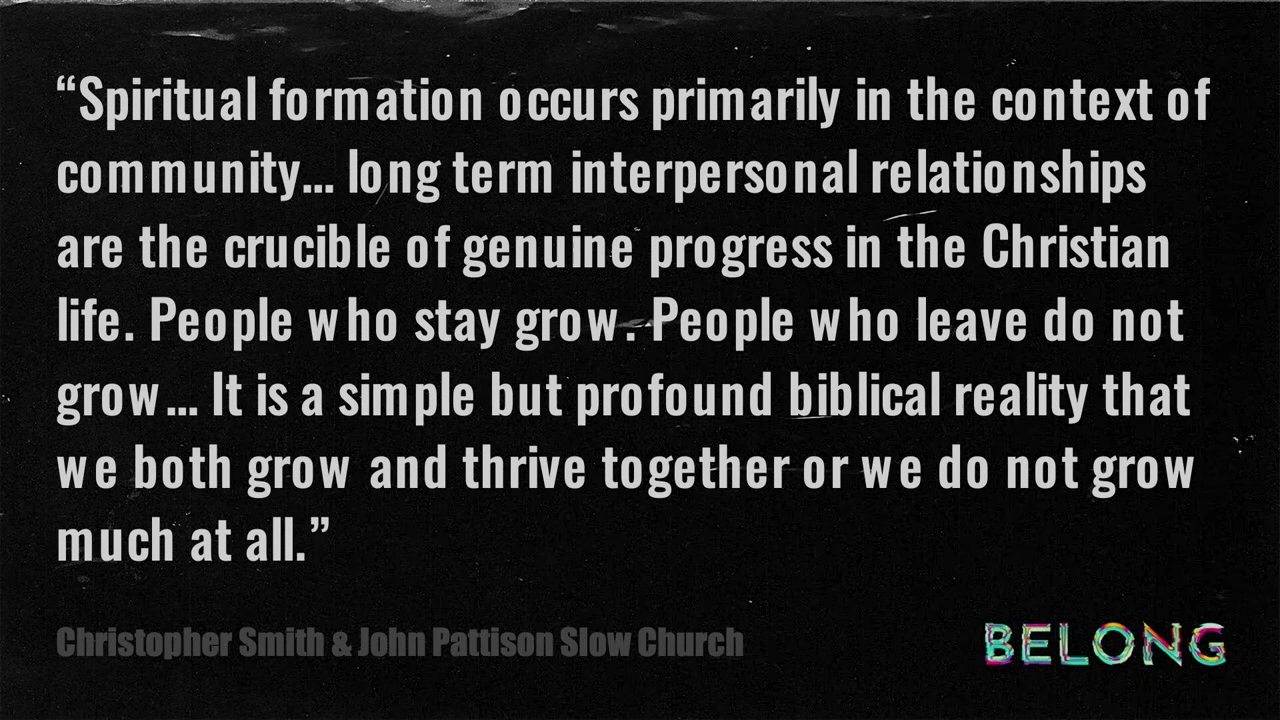 “Spiritual formation occurs primarily in the context of
community... long term interpersonal relationships
are the crucible of genuine progress in the Christian
life. People who stay grow. People who leave do not
grow... It is a simple but profound biblical reality that
we both grow and thrive together or we do not grow
much at all.”
Christopher Smith & John Pattison Slow Church
BELONG